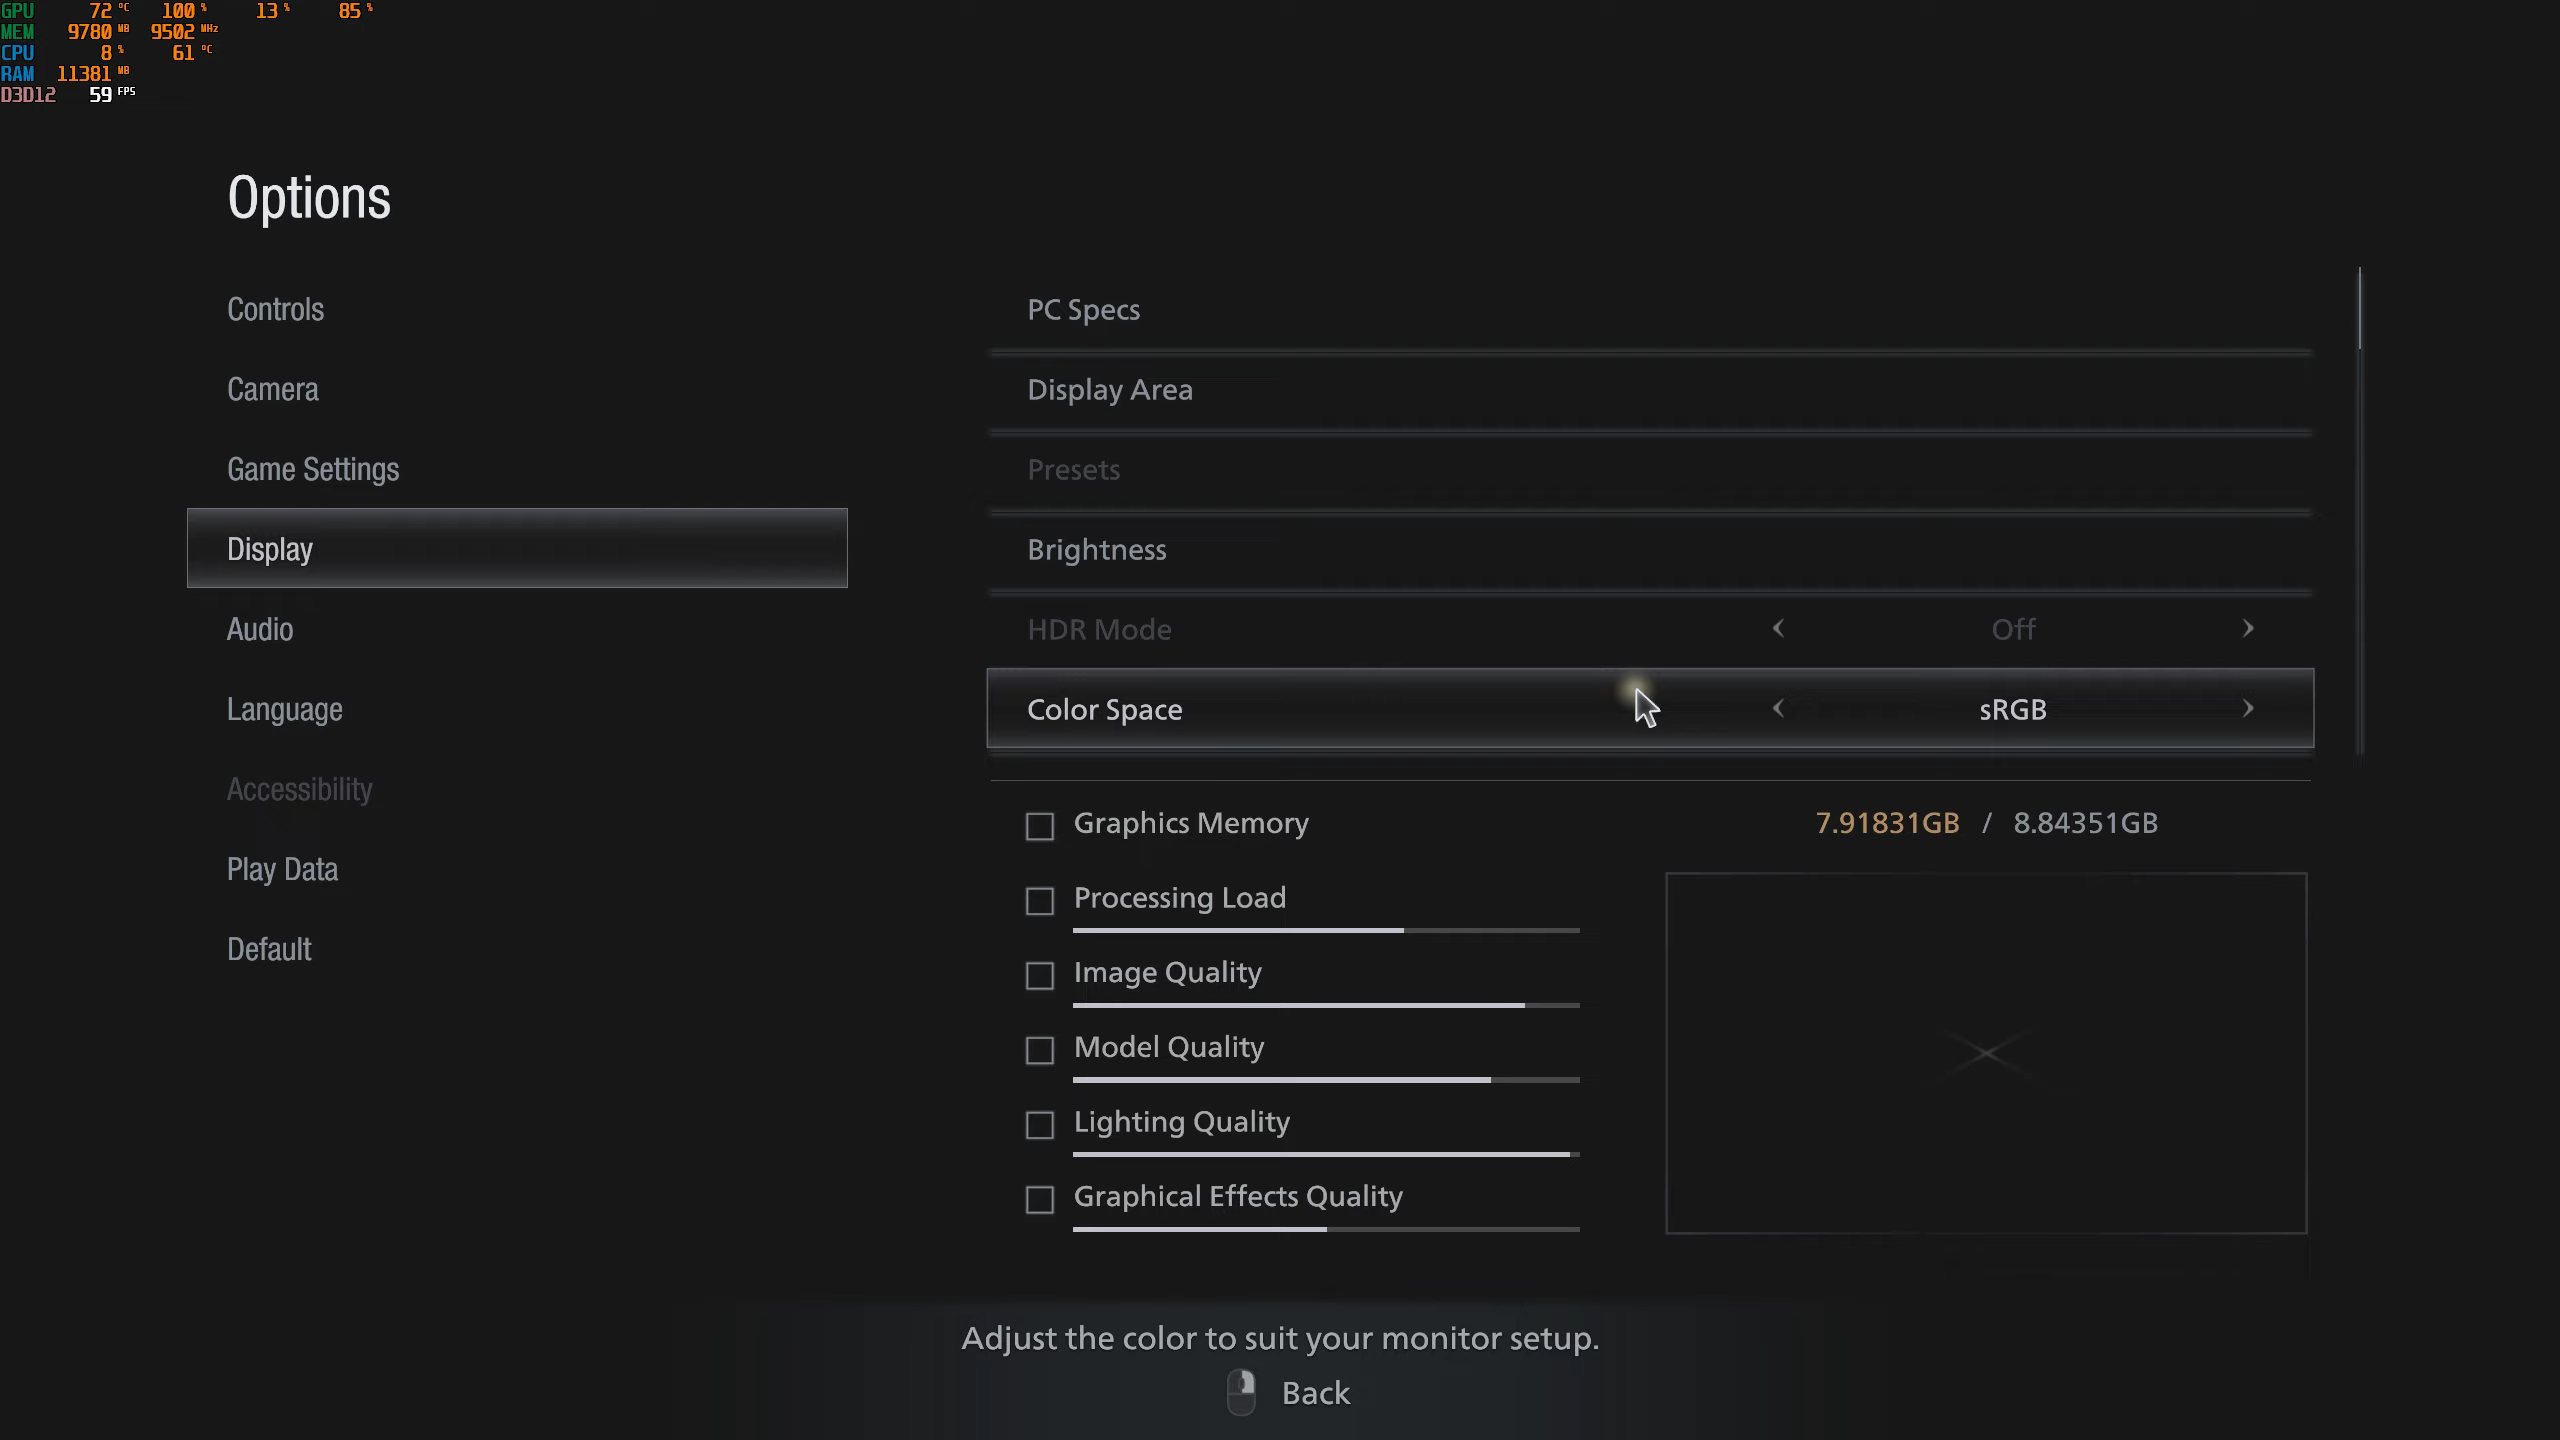 GPU 72 °C 100 % 13 % 85 %
MEM 9780 MB 9502 MHz
CPU 8 % 61 °C
RAM 11381 MB
D3D12 59 FPS
Options
Controls
Camera
Game Settings
Display
Audio
Language
Accessibility
Play Data
Default
PC Specs
Display Area
Presets
Brightness
HDR Mode Off
Color Space sRGB
Graphics Memory 7.91831GB / 8.84351GB
Processing Load
Image Quality
Model Quality
Lighting Quality
Graphical Effects Quality
Adjust the color to suit your monitor setup.
Back